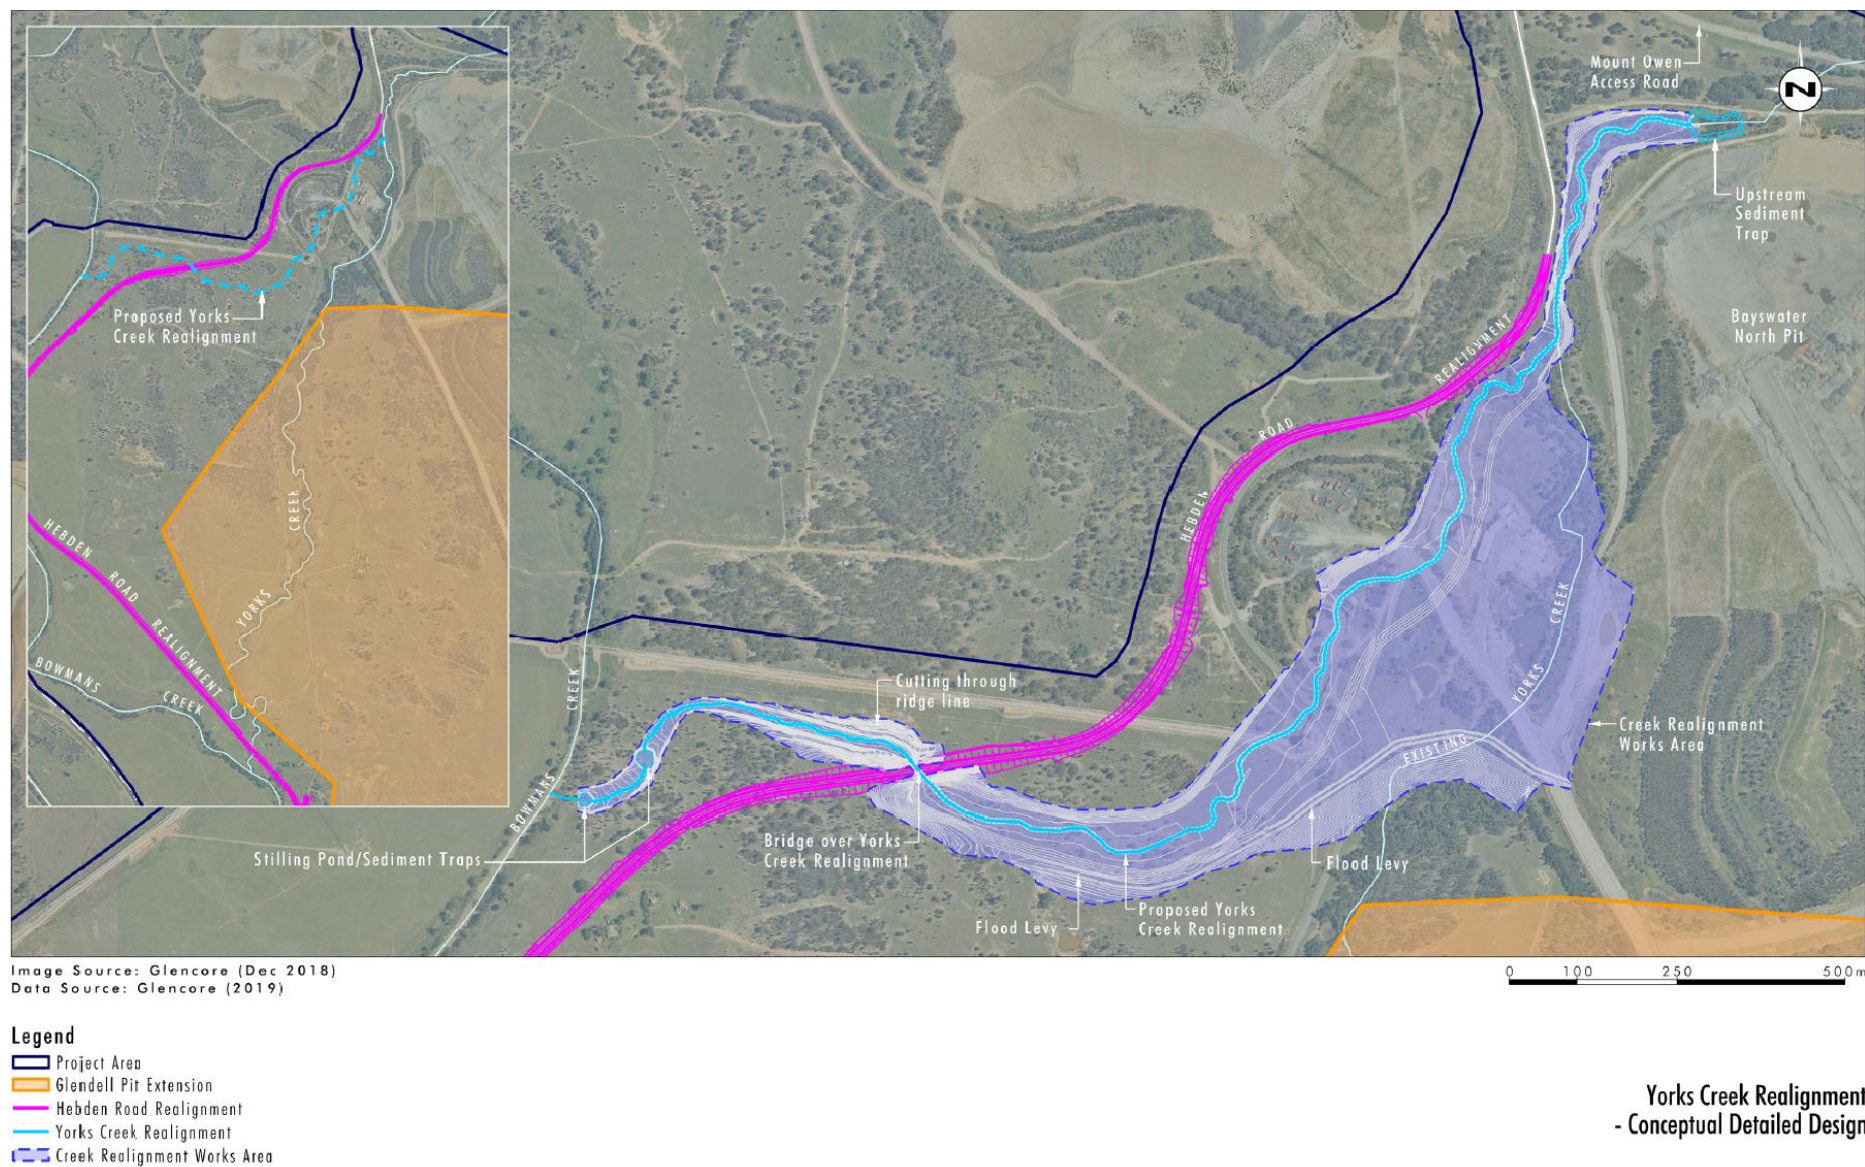 Proposed Yorks
Creek Realignment
CREEK
YORKS
HEBDEN
ROAD
REALIGNMENT
BOWMANS
CREEK
Mount Owen
Access Road
N
Upstream
Sediment
Trap
Bayswater
North Pit
REALIGNMENT
ROAD
HEBDEN
CREEK
YORKS
EXISTING
Creek Realignment
Works Area
Cutting through
ridge line
CREEK
BOWMANS
Stilling Pond/Sediment Traps
Bridge over Yorks
Creek Realignment
Flood Levy
Flood Levy
Proposed Yorks
Creek Realignment
Image Source: Glencore (Dec 2018)
Data Source: Glencore (2019)
0 100 250 500m
Legend
Project Area
Glendell Pit Extension
Hebden Road Realignment
Yorks Creek Realignment
Creek Realignment Works Area
Yorks Creek Realignment
- Conceptual Detailed Design